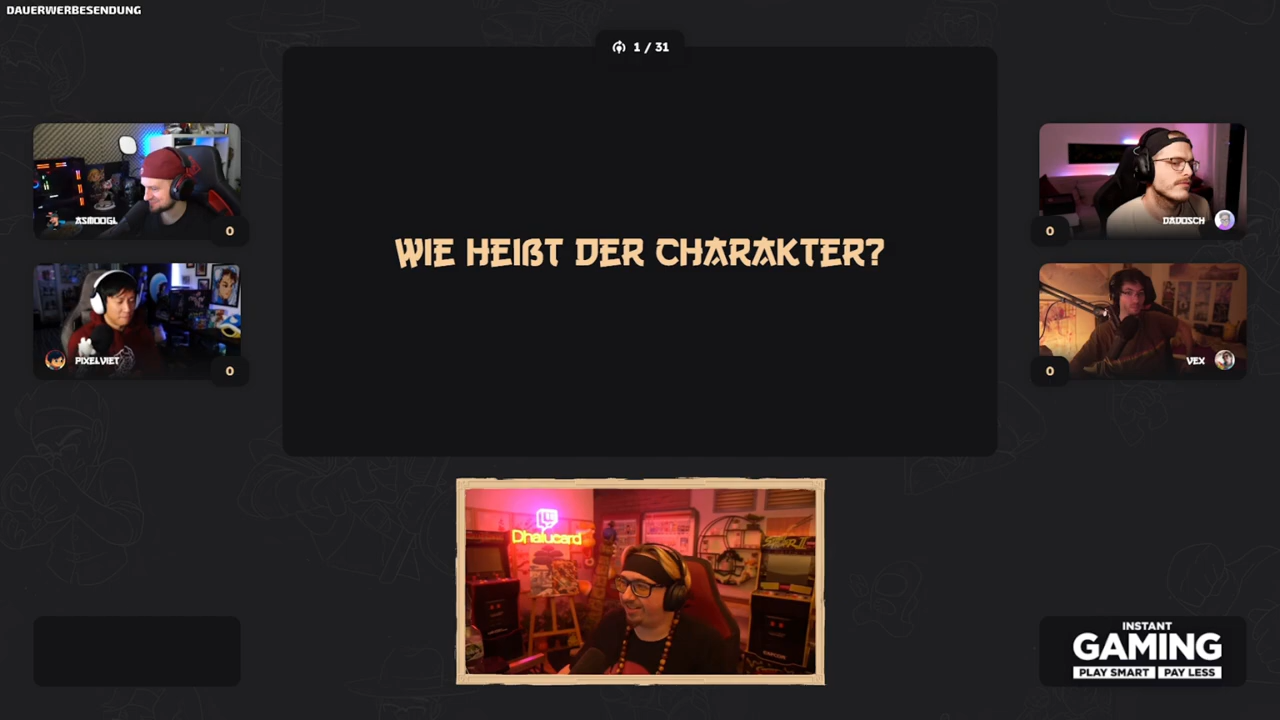 DAUERWERBESENDUNG
1 / 31
WIE HEIßT DER CHARAKTER?
ASMOOGL
0
PIXELVIET
0
DADOSCH
0
VEX
0
Dhalucard
INSTANT
GAMING
PLAY SMART PAY LESS